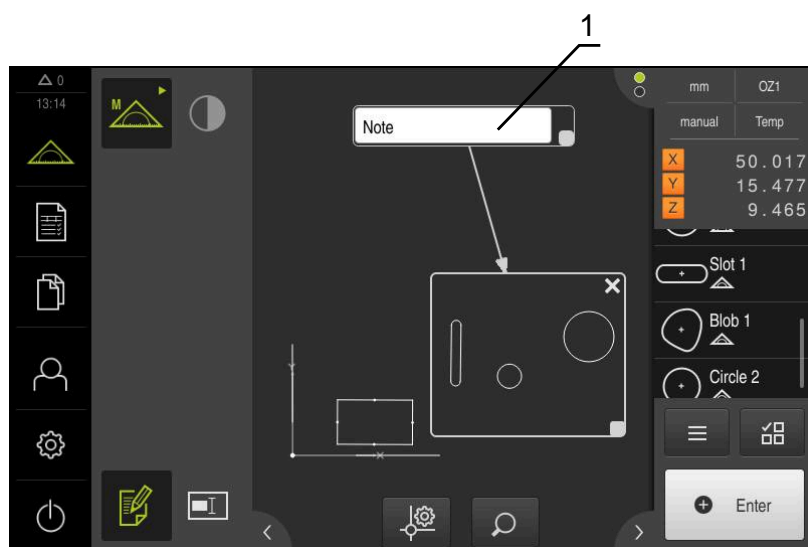 1
0
13:14
M
Note
mm
OZ1
manual
Temp
X 50.017
Y 15.477
Z 9.465
Slot 1
Blob 1
Circle 2
Y
X
Enter